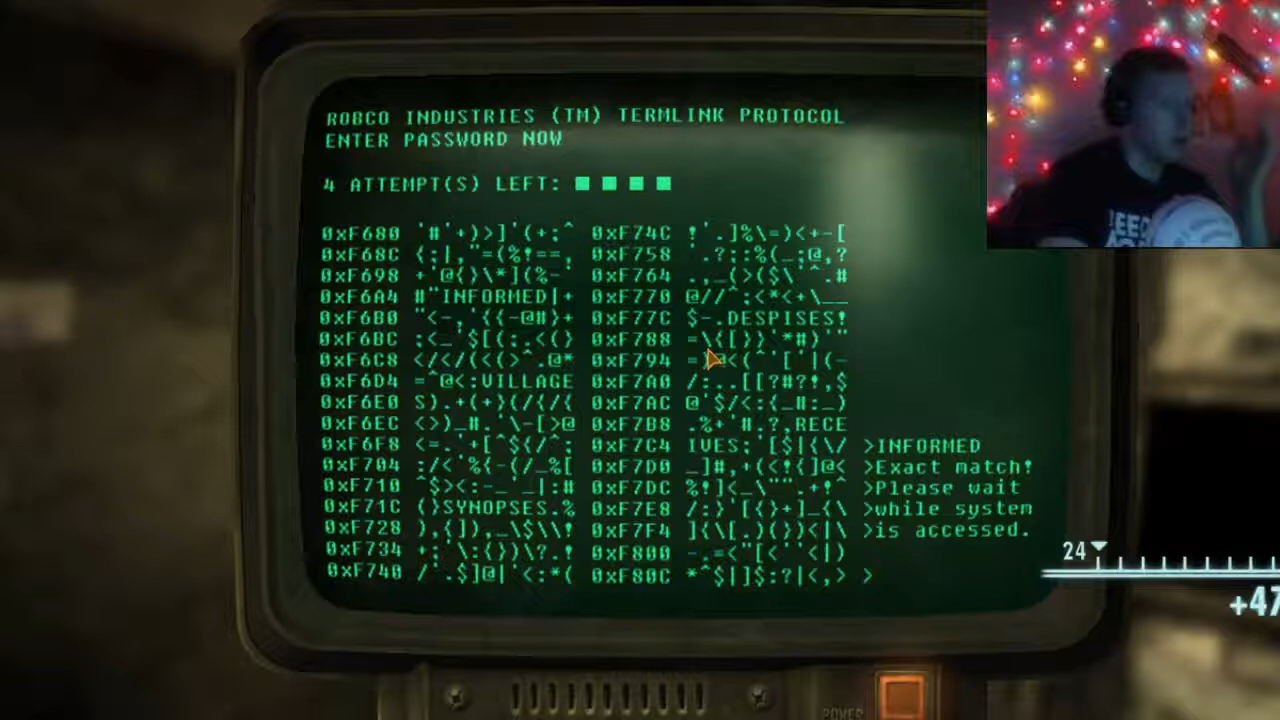 ROBCO INDUSTRIES (TM) TERMLINK PROTOCOL
ENTER PASSWORD NOW
4 ATTEMPT(S) LEFT: ■ ■ ■ ■
0xF680 '#'+)>]'(+;^ 0xF74C !'.]%\=)<+-[
0xF68C {;|,"=(%!==, 0xF758 `.?::%(_;@,?
0xF698 +'@{}\*](%-` 0xF764 .,_(>($\`^.#
0xF6A4 #"INFORMED|+ 0xF770 @//^;<*<+\__
0xF6B0 "<-,'{{-@#}+ 0xF77C $-.DESPISES!
0xF6BC :<_`$[(;.<(} 0xF788 =\{[}}`*#)'"
0xF6C8 </</(<(>^.@* 0xF794
0xF6D4 =^@<:VILLAGE 0xF7A0 /:..[[?#?!,$
0xF6E0 S).+(+}(/{/{ 0xF7AC @'$/<:{_#:_)
0xF6EC <>)_#.`^\-[>@ 0xF7B8 .%+'#.?,RECE
0xF6F8 <=.'+[^${/^; 0xF7C4 IVES;'[$|{\/ >INFORMED
0xF704 :/<'%{-{/_%[ 0xF7D0 _]#,+(<!{]@< >Exact match!
0xF710 ^$><:-_'_|:# 0xF7DC %!]<_\"".+!^ >Please wait
0xF71C (}SYNOPSES.% 0xF7E8 /:}'[{}+]_{\ >while system
0xF728 ),{]),_\$\\! 0xF7F4 ]{\[.)(})<|\ >is accessed.
0xF734 +;`\:{})\?.! 0xF800 -.=<"[<`'<|)
0xF740 /`.$]@|'<:*( 0xF80C *^$|]$:?|<,> >
24
+47
POWER